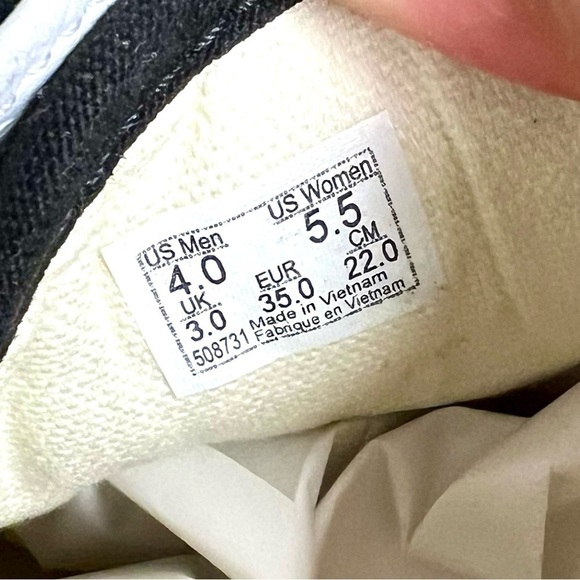 US Men US Women
4.0 5.5
UK EUR CM
3.0 35.0 22.0
508731 Made in Vietnam
Fabrique en Vietnam